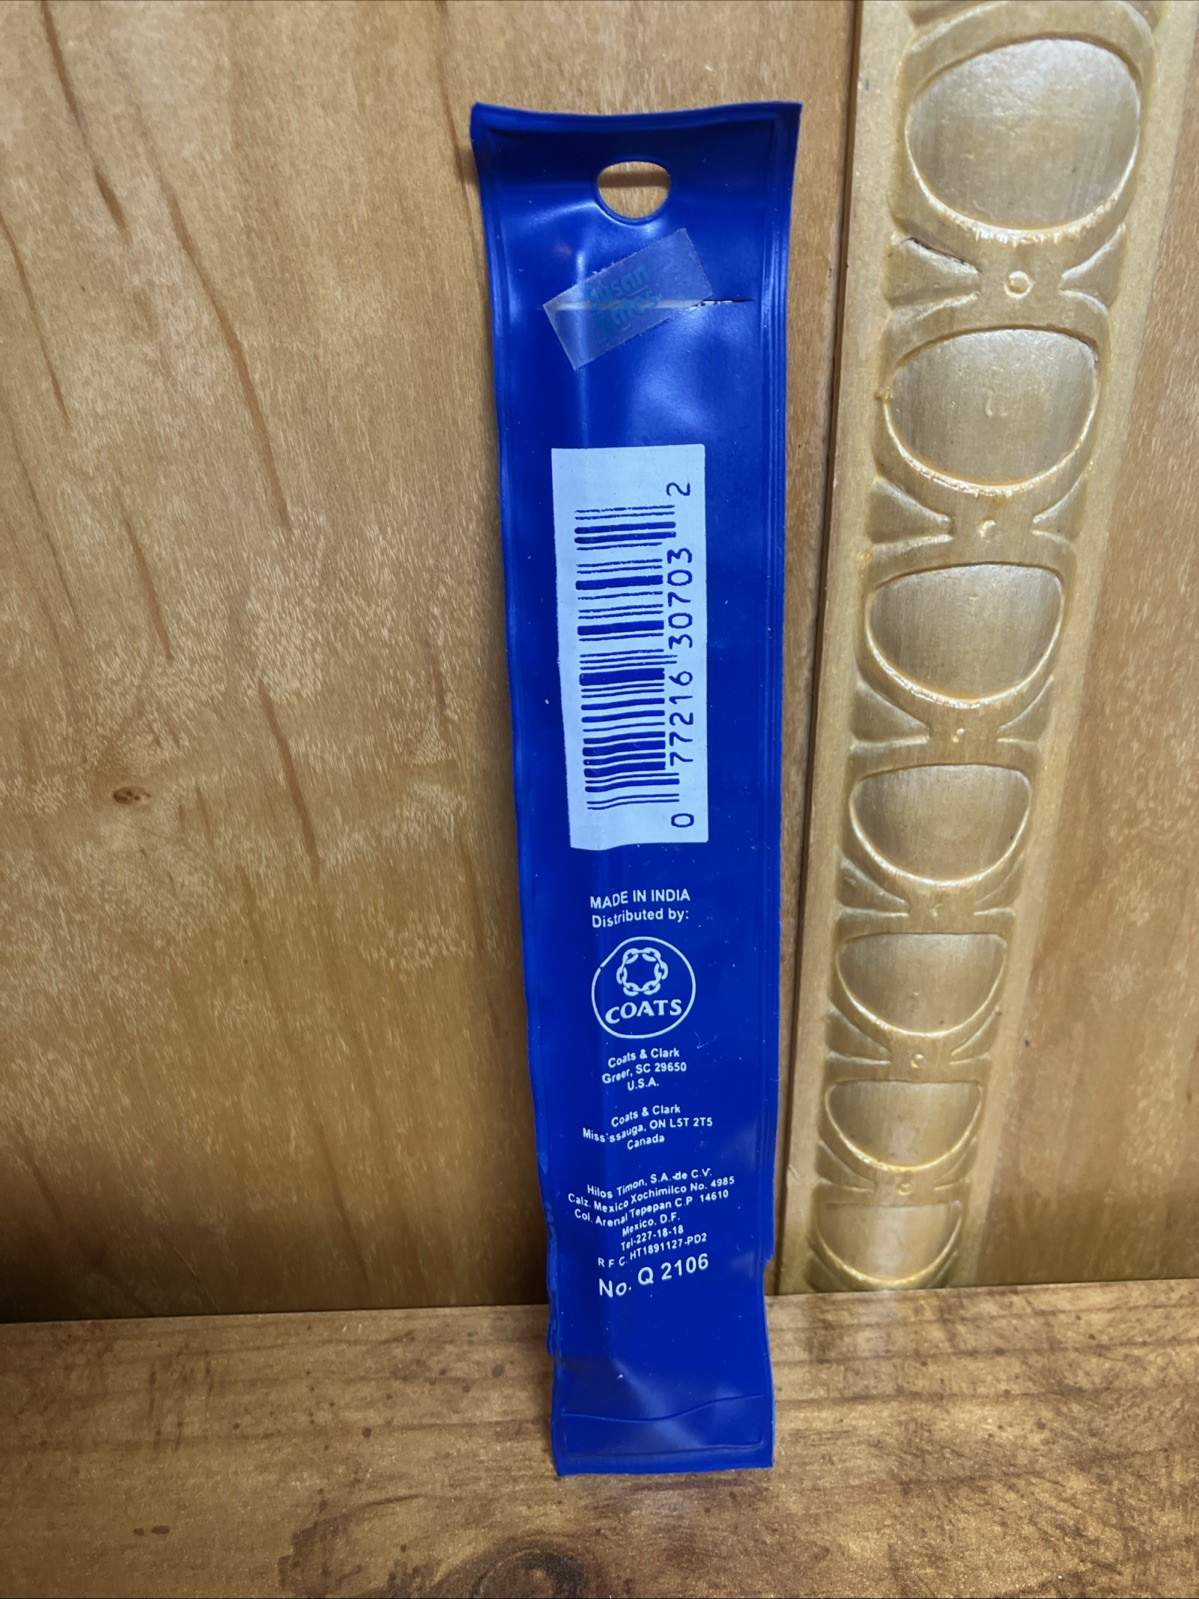 0 77216 30703 2
MADE IN INDIA
Distributed by:
COATS
Coats & Clark
Greer, SC 29650
U.S.A.
Coats & Clark
Mississauga, ON L5T 2T5
Canada
Hilos Timon, S.A. de C.V.
Calz. Mexico Xochimilco No. 4985
Col. Arenal Tepepan C.P 14610
Mexico, D.F.
Tel-227-18-18
R F C. HT1891127-PD2
No. Q 2106